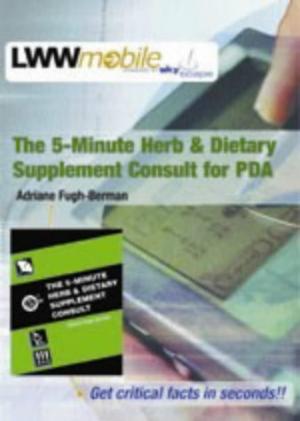 LWWmobile
The 5-Minute Herb & Dietary
Supplement Consult for PDA
Adriane Fugh-Berman
THE 5-MINUTE
HERB & DIETARY
SUPPLEMENT
CONSULT
Get critical facts in seconds!!